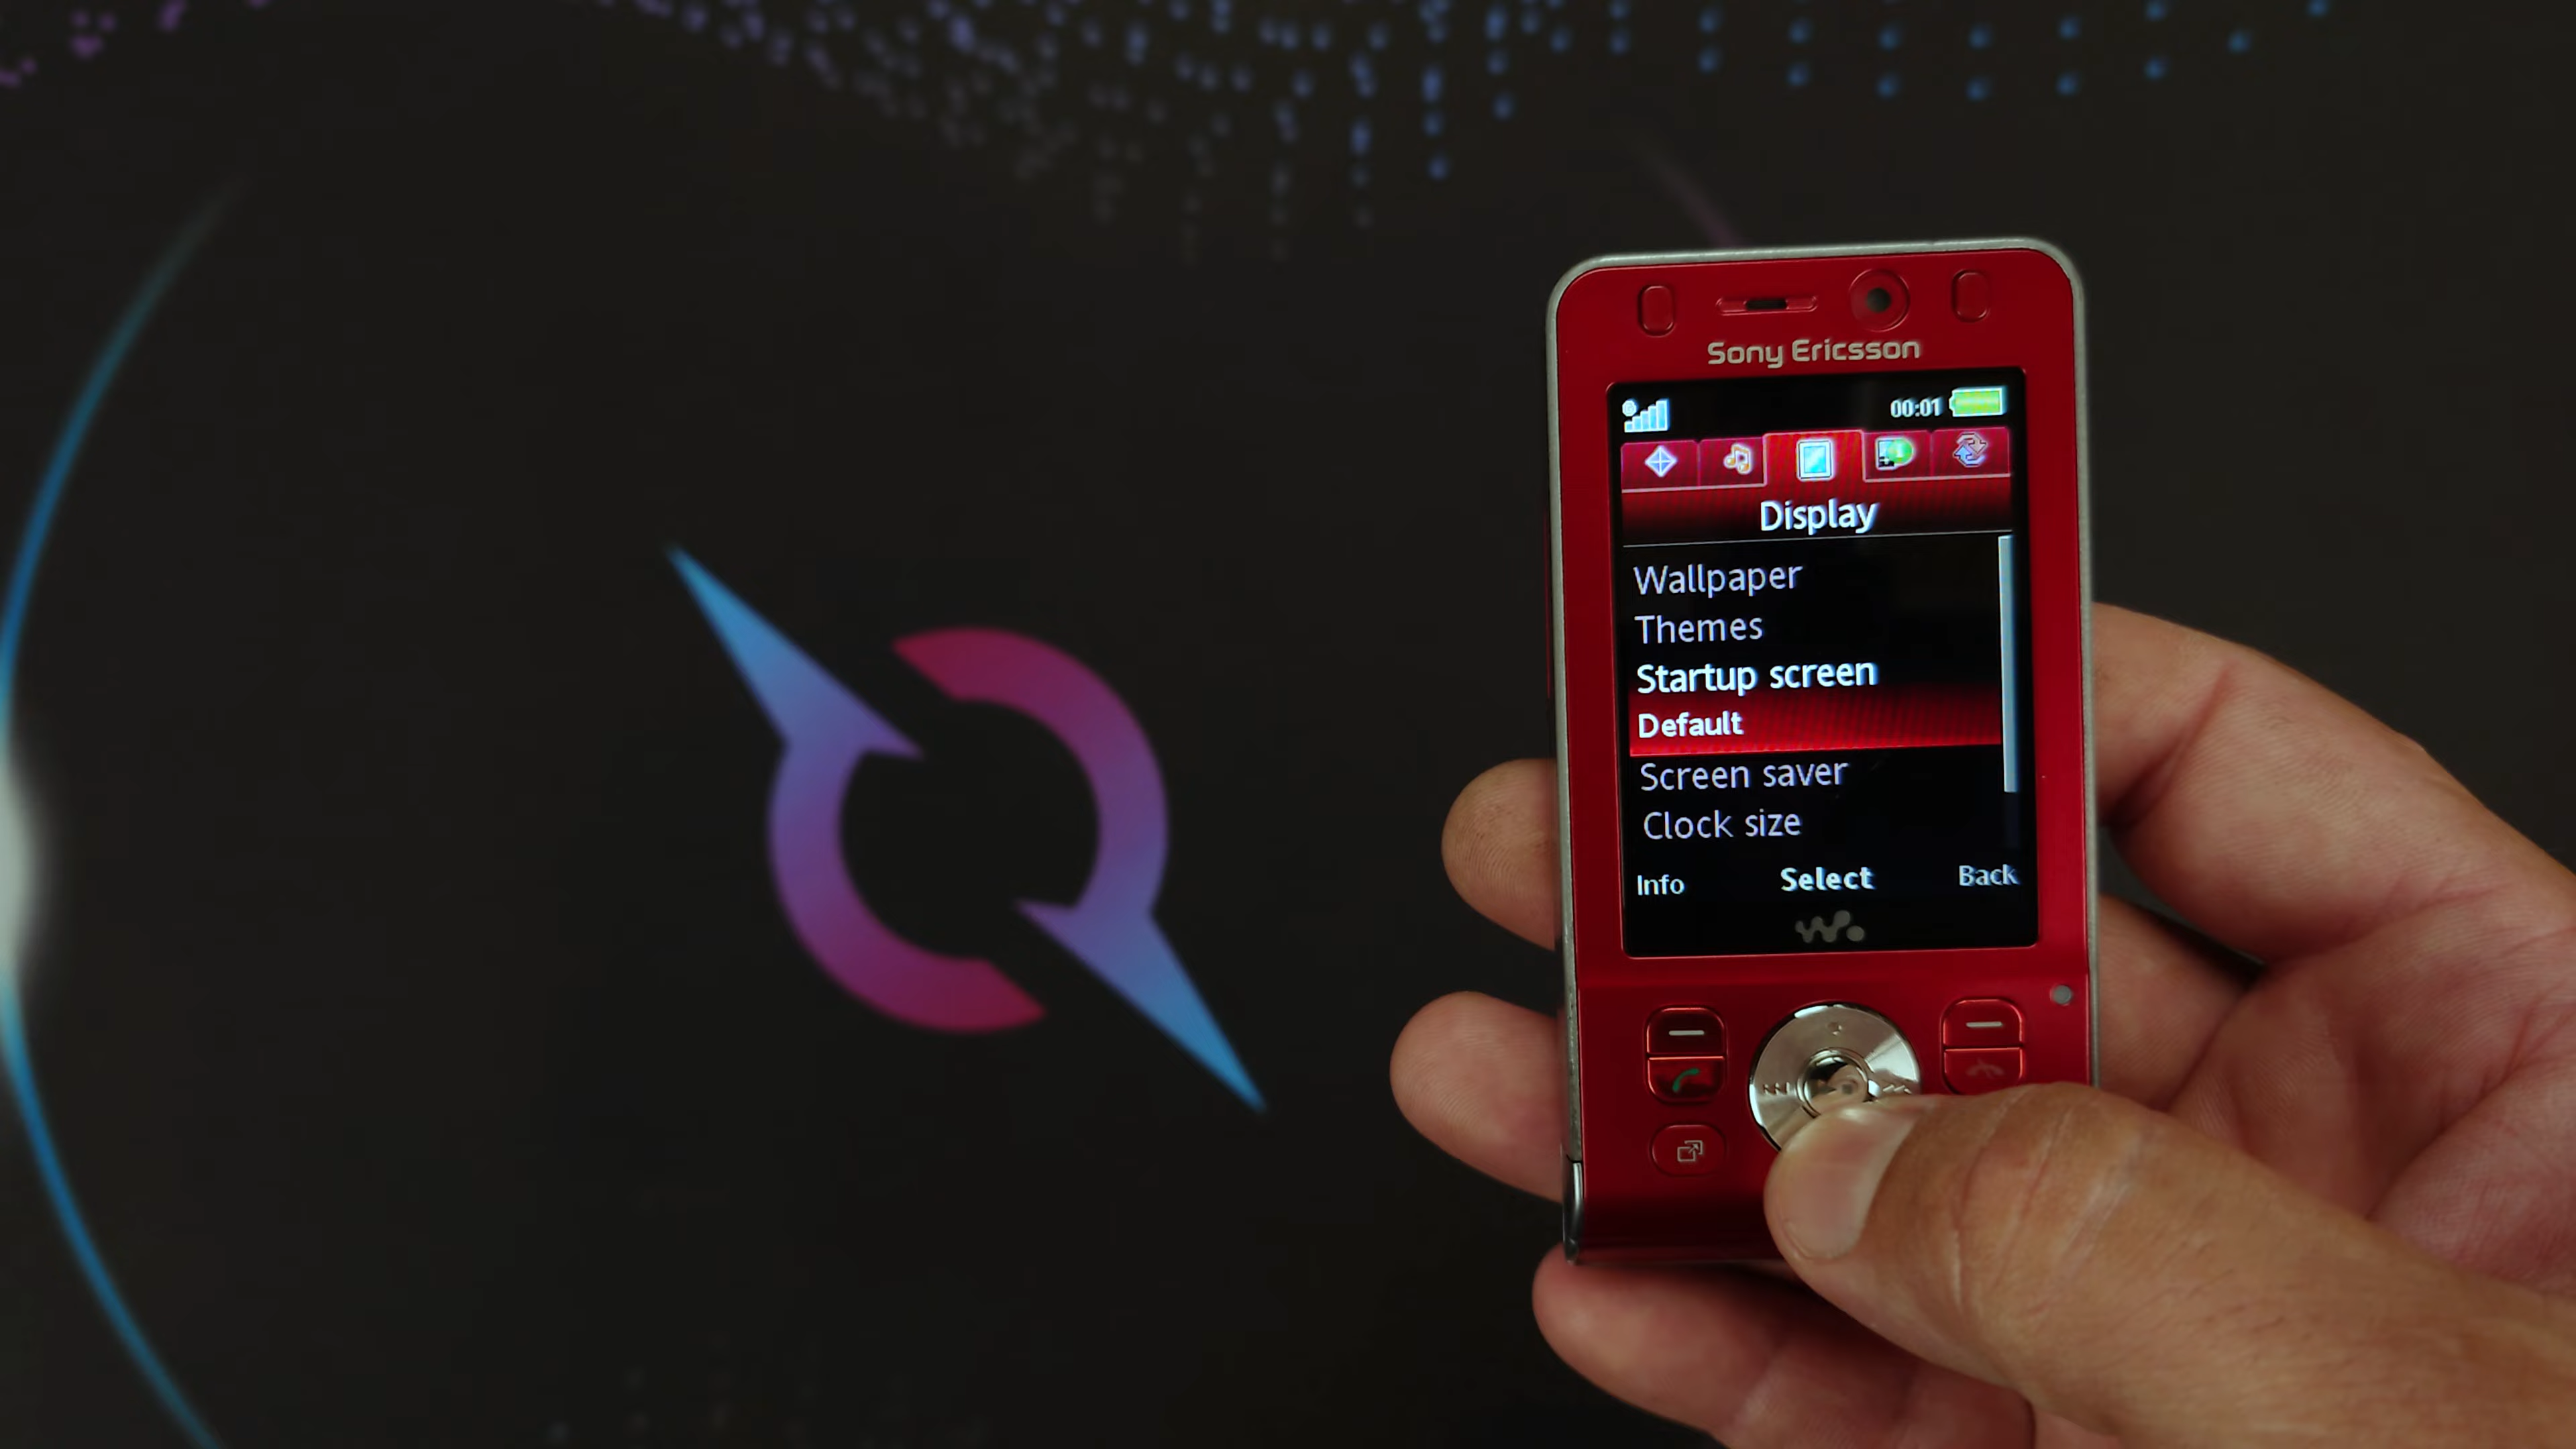 Sony Ericsson
00:01
Display
Wallpaper
Themes
Startup screen
Default
Screen saver
Clock size
Info Select Back